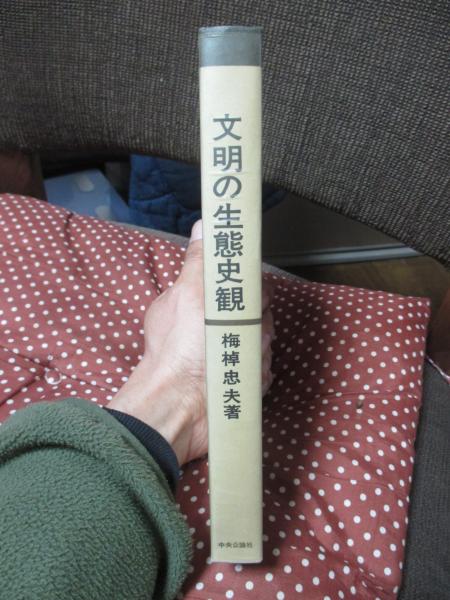 文明の生態史観
梅棹忠夫著
中央公論社